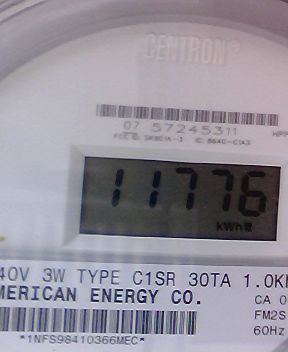 CENTRON®
07 57245311
11776
kWh
40V 3W TYPE C1SR 30TA 1.0K
MERICAN ENERGY CO.
CA 0
FM2S
60Hz
*1NFS98410366MEC*